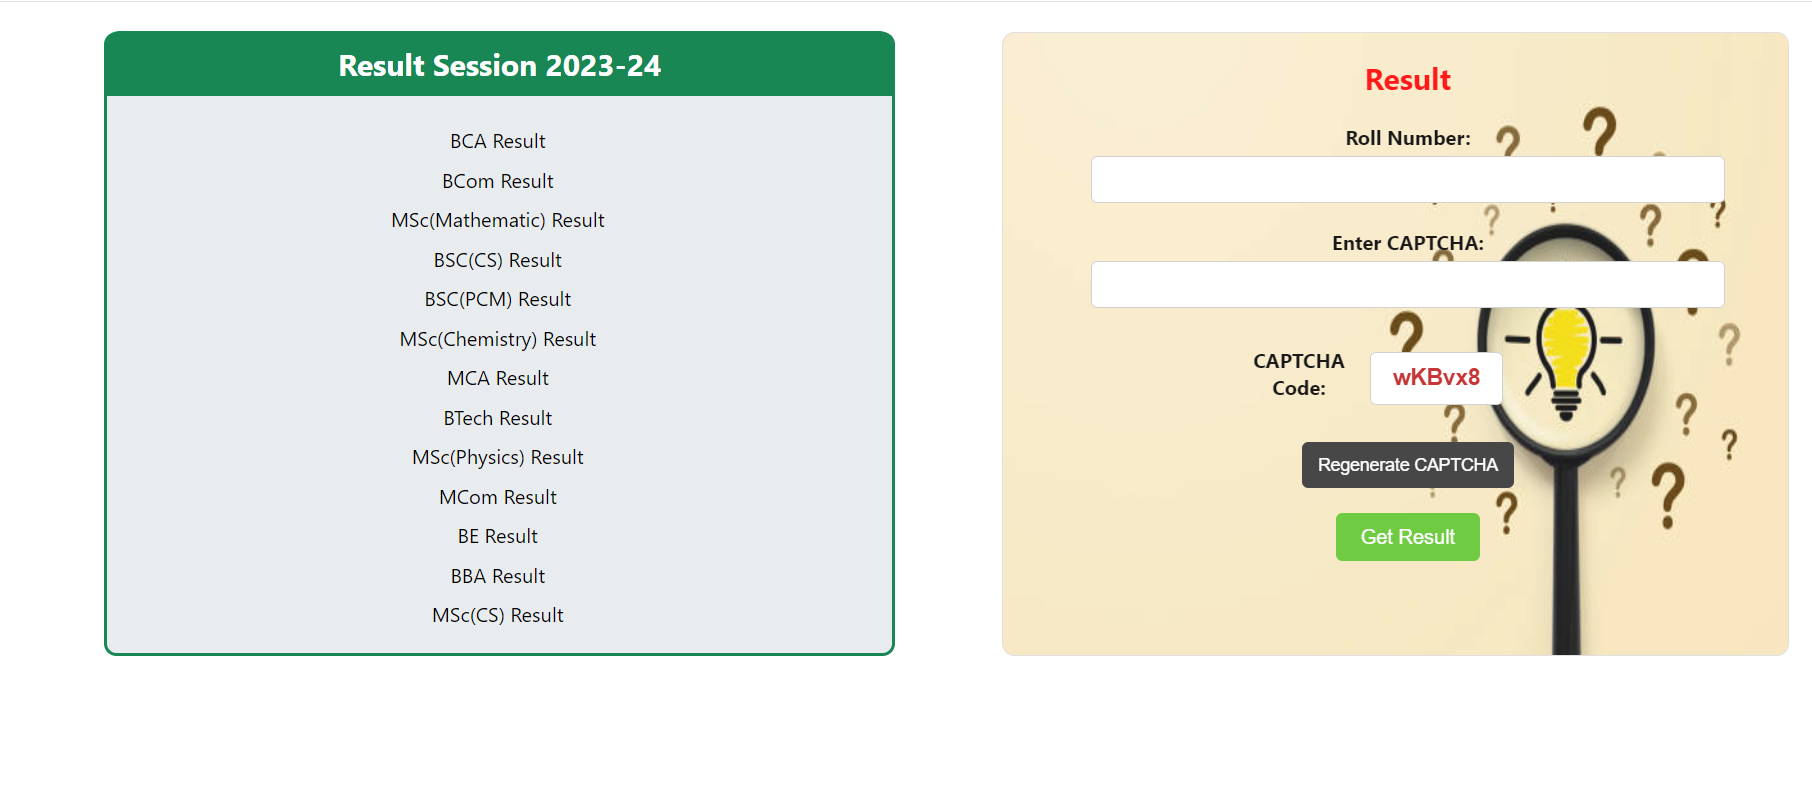 Result Session 2023-24
BCA Result
BCom Result
MSc(Mathematic) Result
BSC(CS) Result
BSC(PCM) Result
MSc(Chemistry) Result
MCA Result
BTech Result
MSc(Physics) Result
MCom Result
BE Result
BBA Result
MSc(CS) Result
Result
Roll Number:
Enter CAPTCHA:
CAPTCHA
Code:
wKBvx8
Regenerate CAPTCHA
Get Result